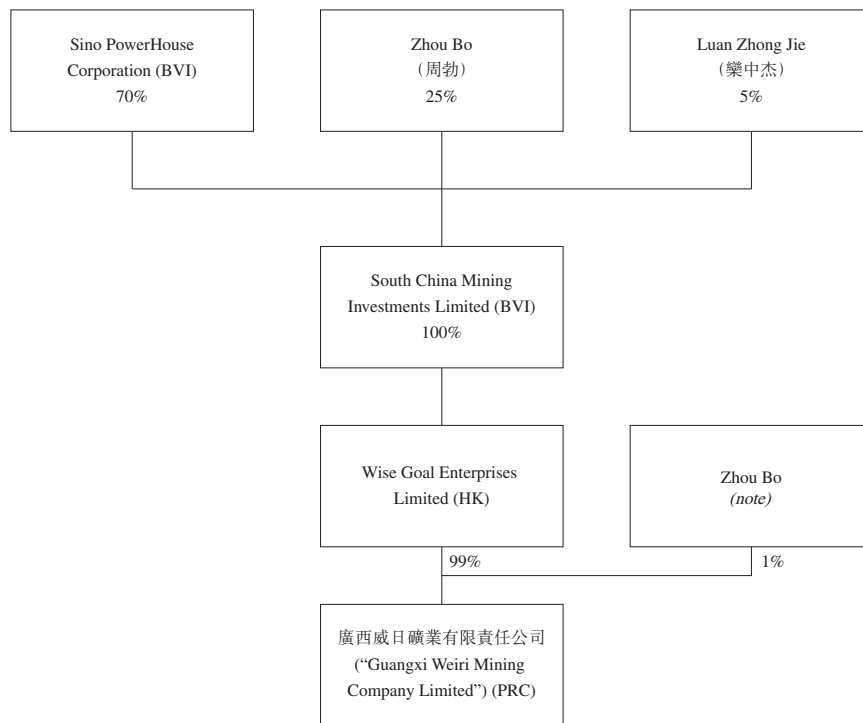 Sino PowerHouse
Corporation (BVI)
70%
Zhou Bo
（周勃）
25%
Luan Zhong Jie
（欒中杰）
5%
South China Mining
Investments Limited (BVI)
100%
Wise Goal Enterprises
Limited (HK)
Zhou Bo
(note)
99%
1%
廣西威日礦業有限責任公司
(“Guangxi Weiri Mining
Company Limited”) (PRC)